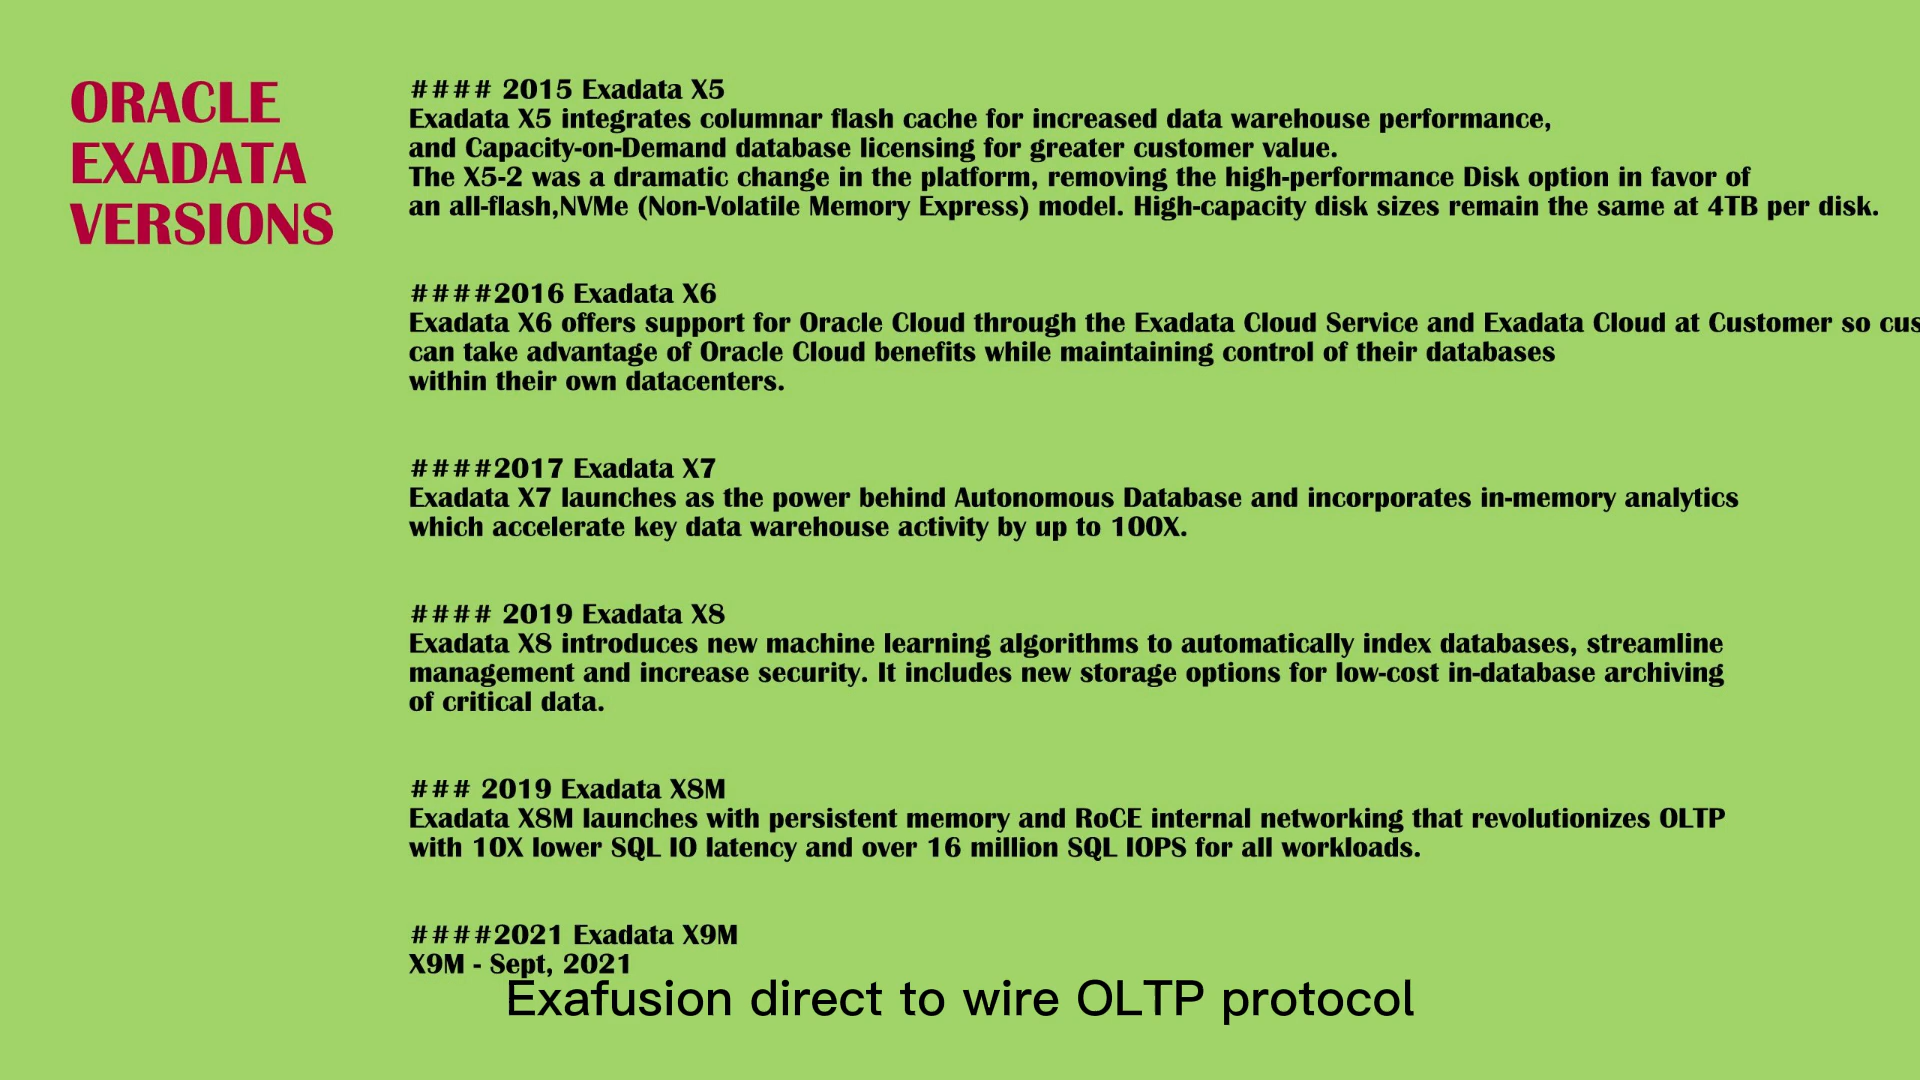 ORACLE
EXADATA
VERSIONS
#### 2015 Exadata X5
Exadata X5 integrates columnar flash cache for increased data warehouse performance,
and Capacity-on-Demand database licensing for greater customer value.
The X5-2 was a dramatic change in the platform, removing the high-performance Disk option in favor of
an all-flash,NVMe (Non-Volatile Memory Express) model. High-capacity disk sizes remain the same at 4TB per disk.
####2016 Exadata X6
Exadata X6 offers support for Oracle Cloud through the Exadata Cloud Service and Exadata Cloud at Customer so cus
can take advantage of Oracle Cloud benefits while maintaining control of their databases
within their own datacenters.
####2017 Exadata X7
Exadata X7 launches as the power behind Autonomous Database and incorporates in-memory analytics
which accelerate key data warehouse activity by up to 100X.
#### 2019 Exadata X8
Exadata X8 introduces new machine learning algorithms to automatically index databases, streamline
management and increase security. It includes new storage options for low-cost in-database archiving
of critical data.
### 2019 Exadata X8M
Exadata X8M launches with persistent memory and RoCE internal networking that revolutionizes OLTP
with 10X lower SQL IO latency and over 16 million SQL IOPS for all workloads.
####2021 Exadata X9M
X9M - Sept, 2021
Exafusion direct to wire OLTP protocol